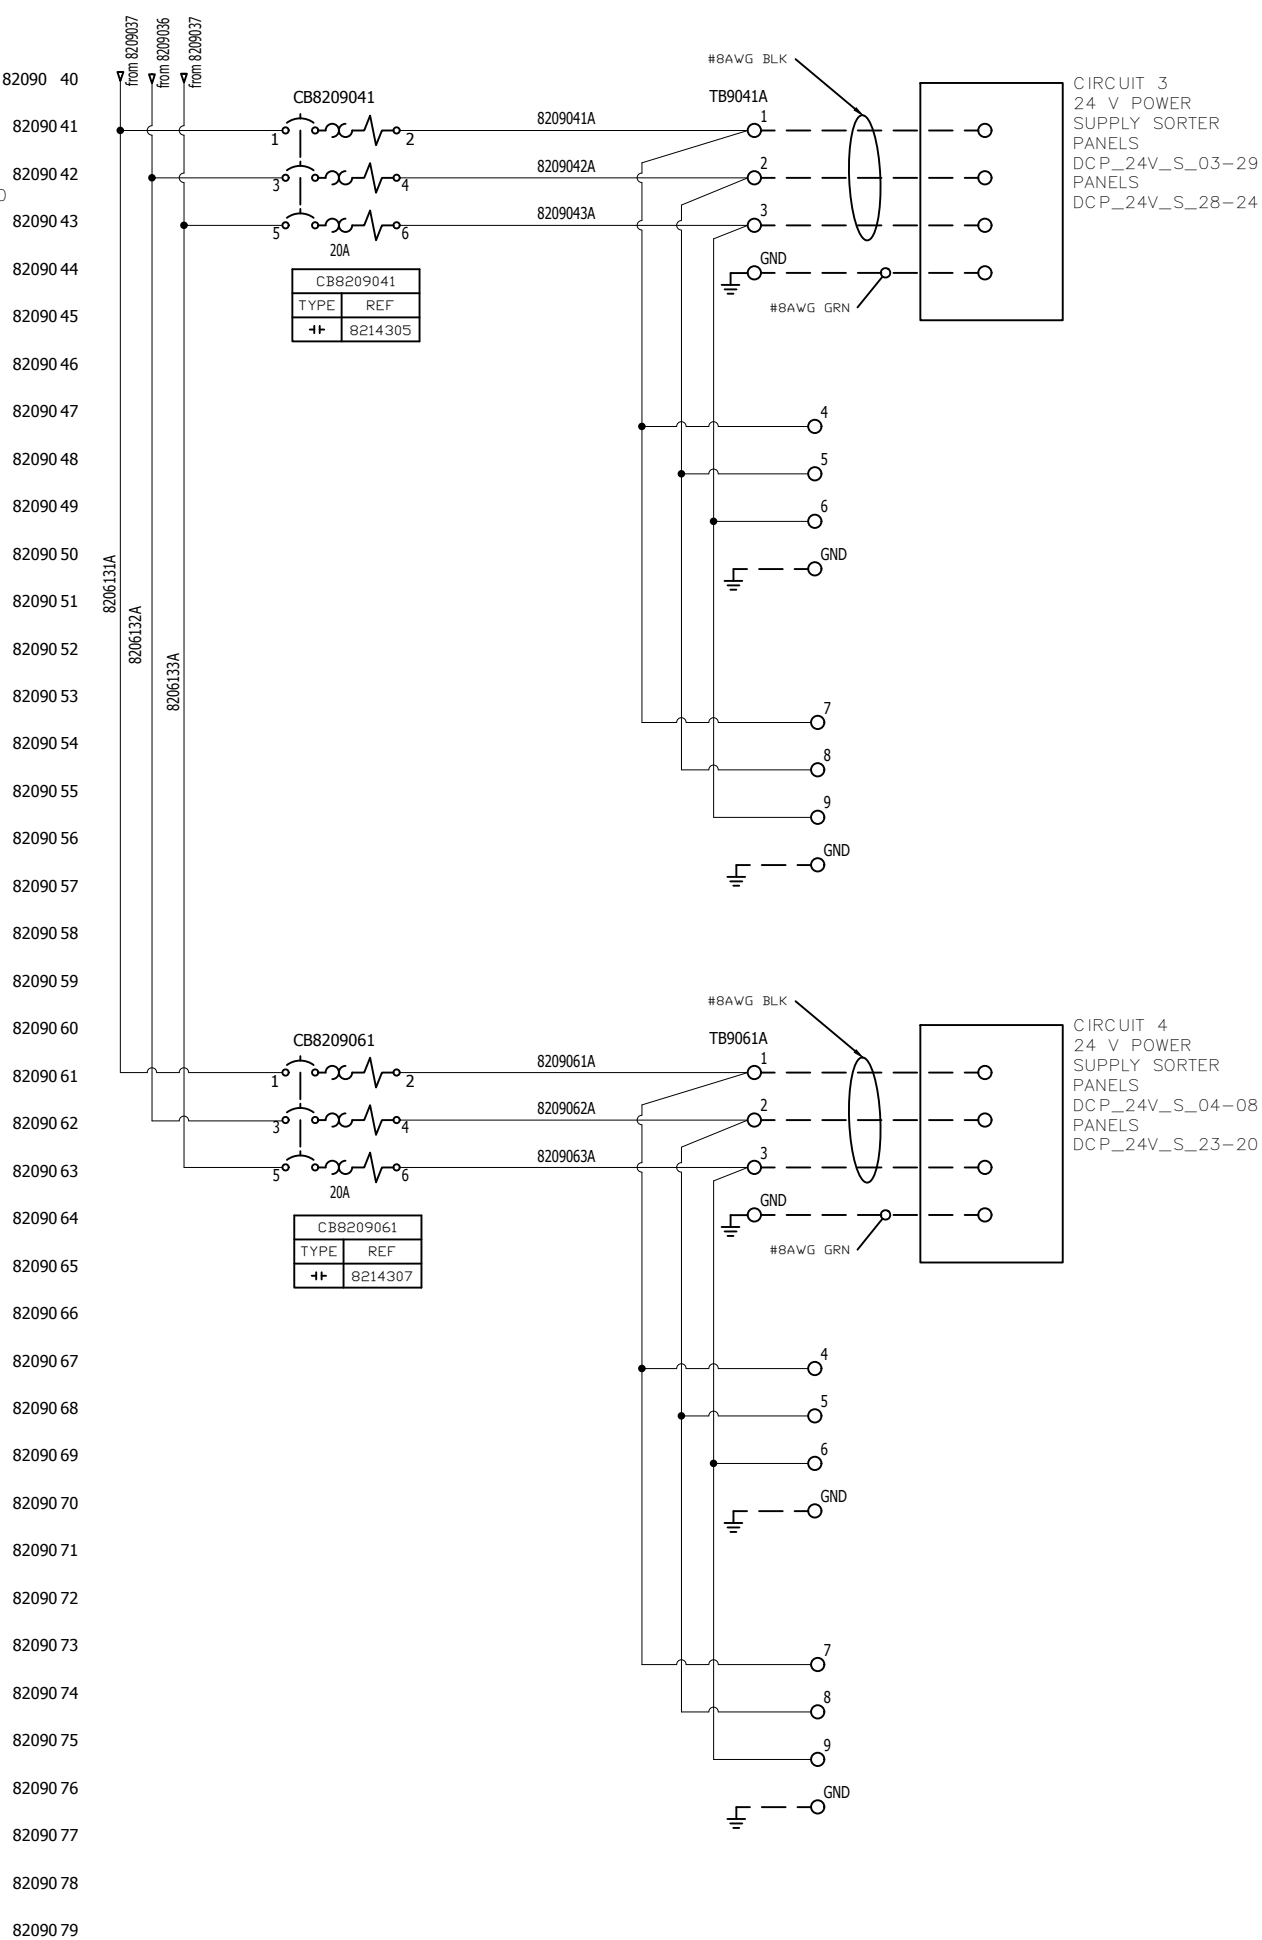 from 8209037
from 8209036
from 8209037
82090 40
#8AWG BLK
CIRCUIT 3
24 V POWER
SUPPLY SORTER
PANELS
DCP_24V_S_03-29
PANELS
DCP_24V_S_28-24
CB8209041
TB9041A
82090 41
1
2
8209041A
1
82090 42
3
4
8209042A
2
82090 43
5
6
8209043A
3
20A
82090 44
GND
#8AWG GRN
CB8209041
TYPE REF
8214305
82090 45
82090 46
82090 47
4
82090 48
5
82090 49
6
82090 50
GND
8206131A
82090 51
8206132A
82090 52
8206133A
82090 53
7
82090 54
8
82090 55
9
82090 56
GND
82090 57
82090 58
82090 59
82090 60
#8AWG BLK
CIRCUIT 4
24 V POWER
SUPPLY SORTER
PANELS
DCP_24V_S_04-08
PANELS
DCP_24V_S_23-20
CB8209061
TB9061A
82090 61
1
2
8209061A
1
82090 62
3
4
8209062A
2
82090 63
5
6
8209063A
3
20A
82090 64
GND
#8AWG GRN
CB8209061
TYPE REF
8214307
82090 65
82090 66
82090 67
4
82090 68
5
82090 69
6
82090 70
GND
82090 71
82090 72
82090 73
7
82090 74
8
82090 75
9
82090 76
GND
82090 77
82090 78
82090 79